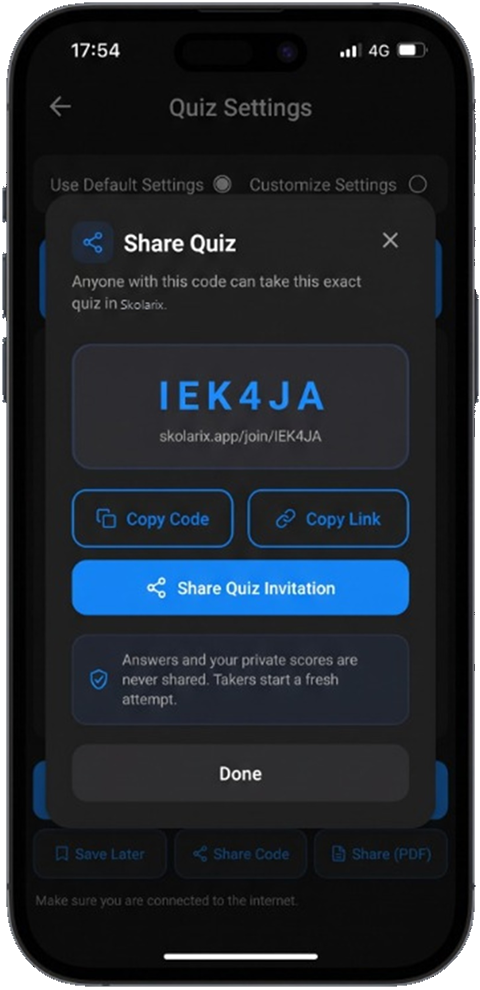 17:54
4G
Quiz Settings
Use Default Settings
Customize Settings
Share Quiz
Anyone with this code can take this exact
quiz in Skolarix.
IEK4JA
skolarix.app/join/IEK4JA
Copy Code
Copy Link
Share Quiz Invitation
Answers and your private scores are
never shared. Takers start a fresh
attempt.
Done
Save Later
Share Code
Share (PDF)
Make sure you are connected to the internet.